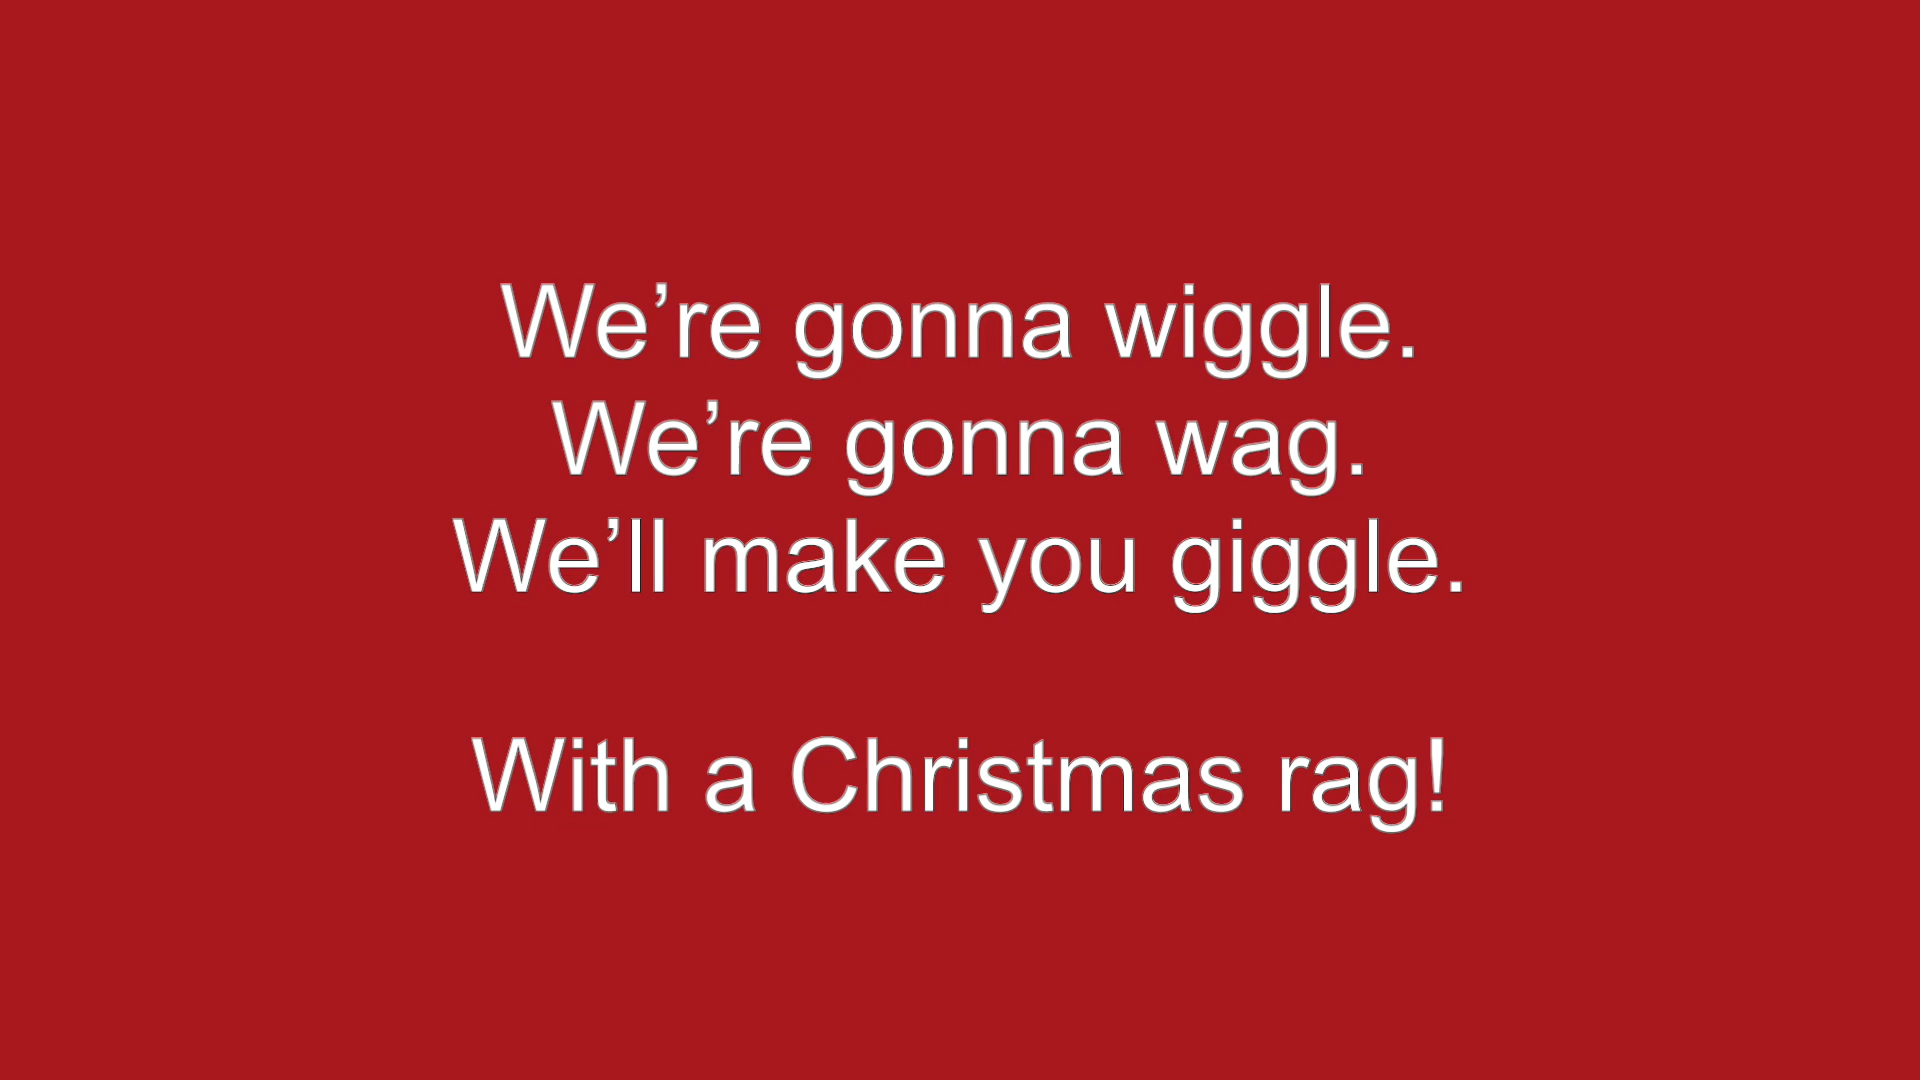 We’re gonna wiggle.
We’re gonna wag.
We’ll make you giggle.
With a Christmas rag!